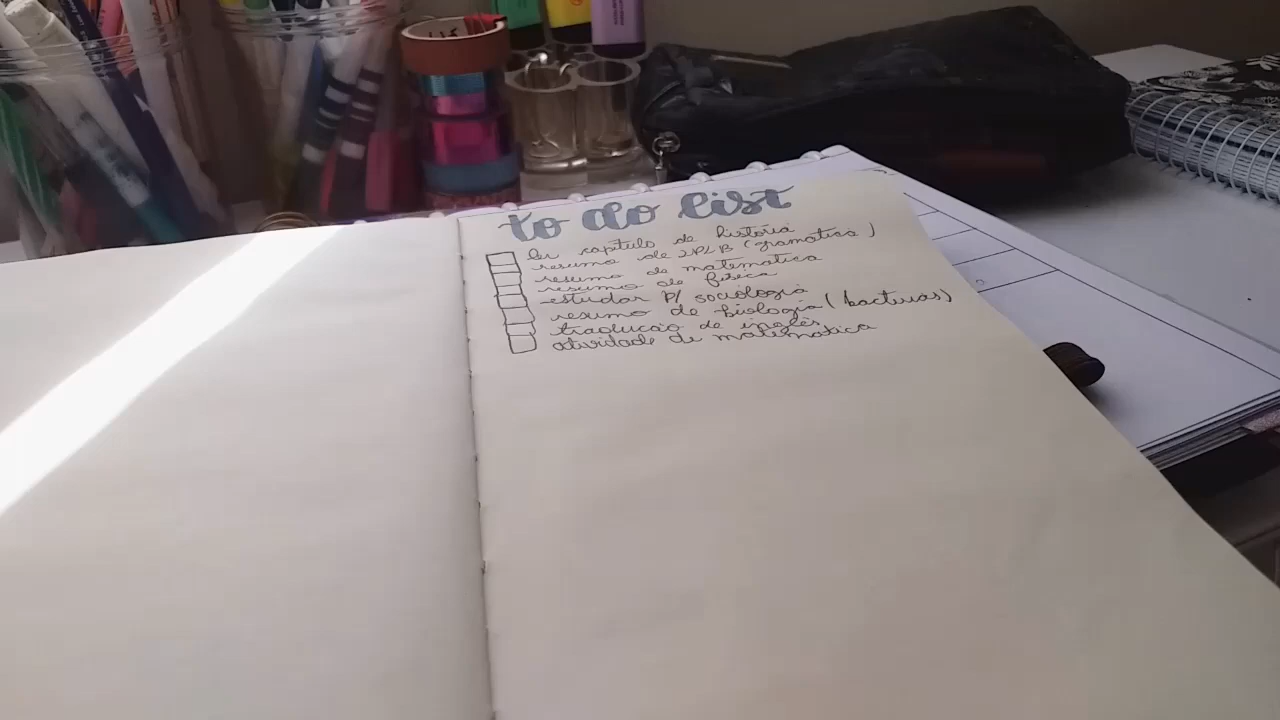 to do list
ler capítulo de história
resumo de (gramática)
resumo de matemática
resumo de física
estudar p/ sociologia
resumo de biologia (bactérias)
tradução de inglês
atividade de matemática